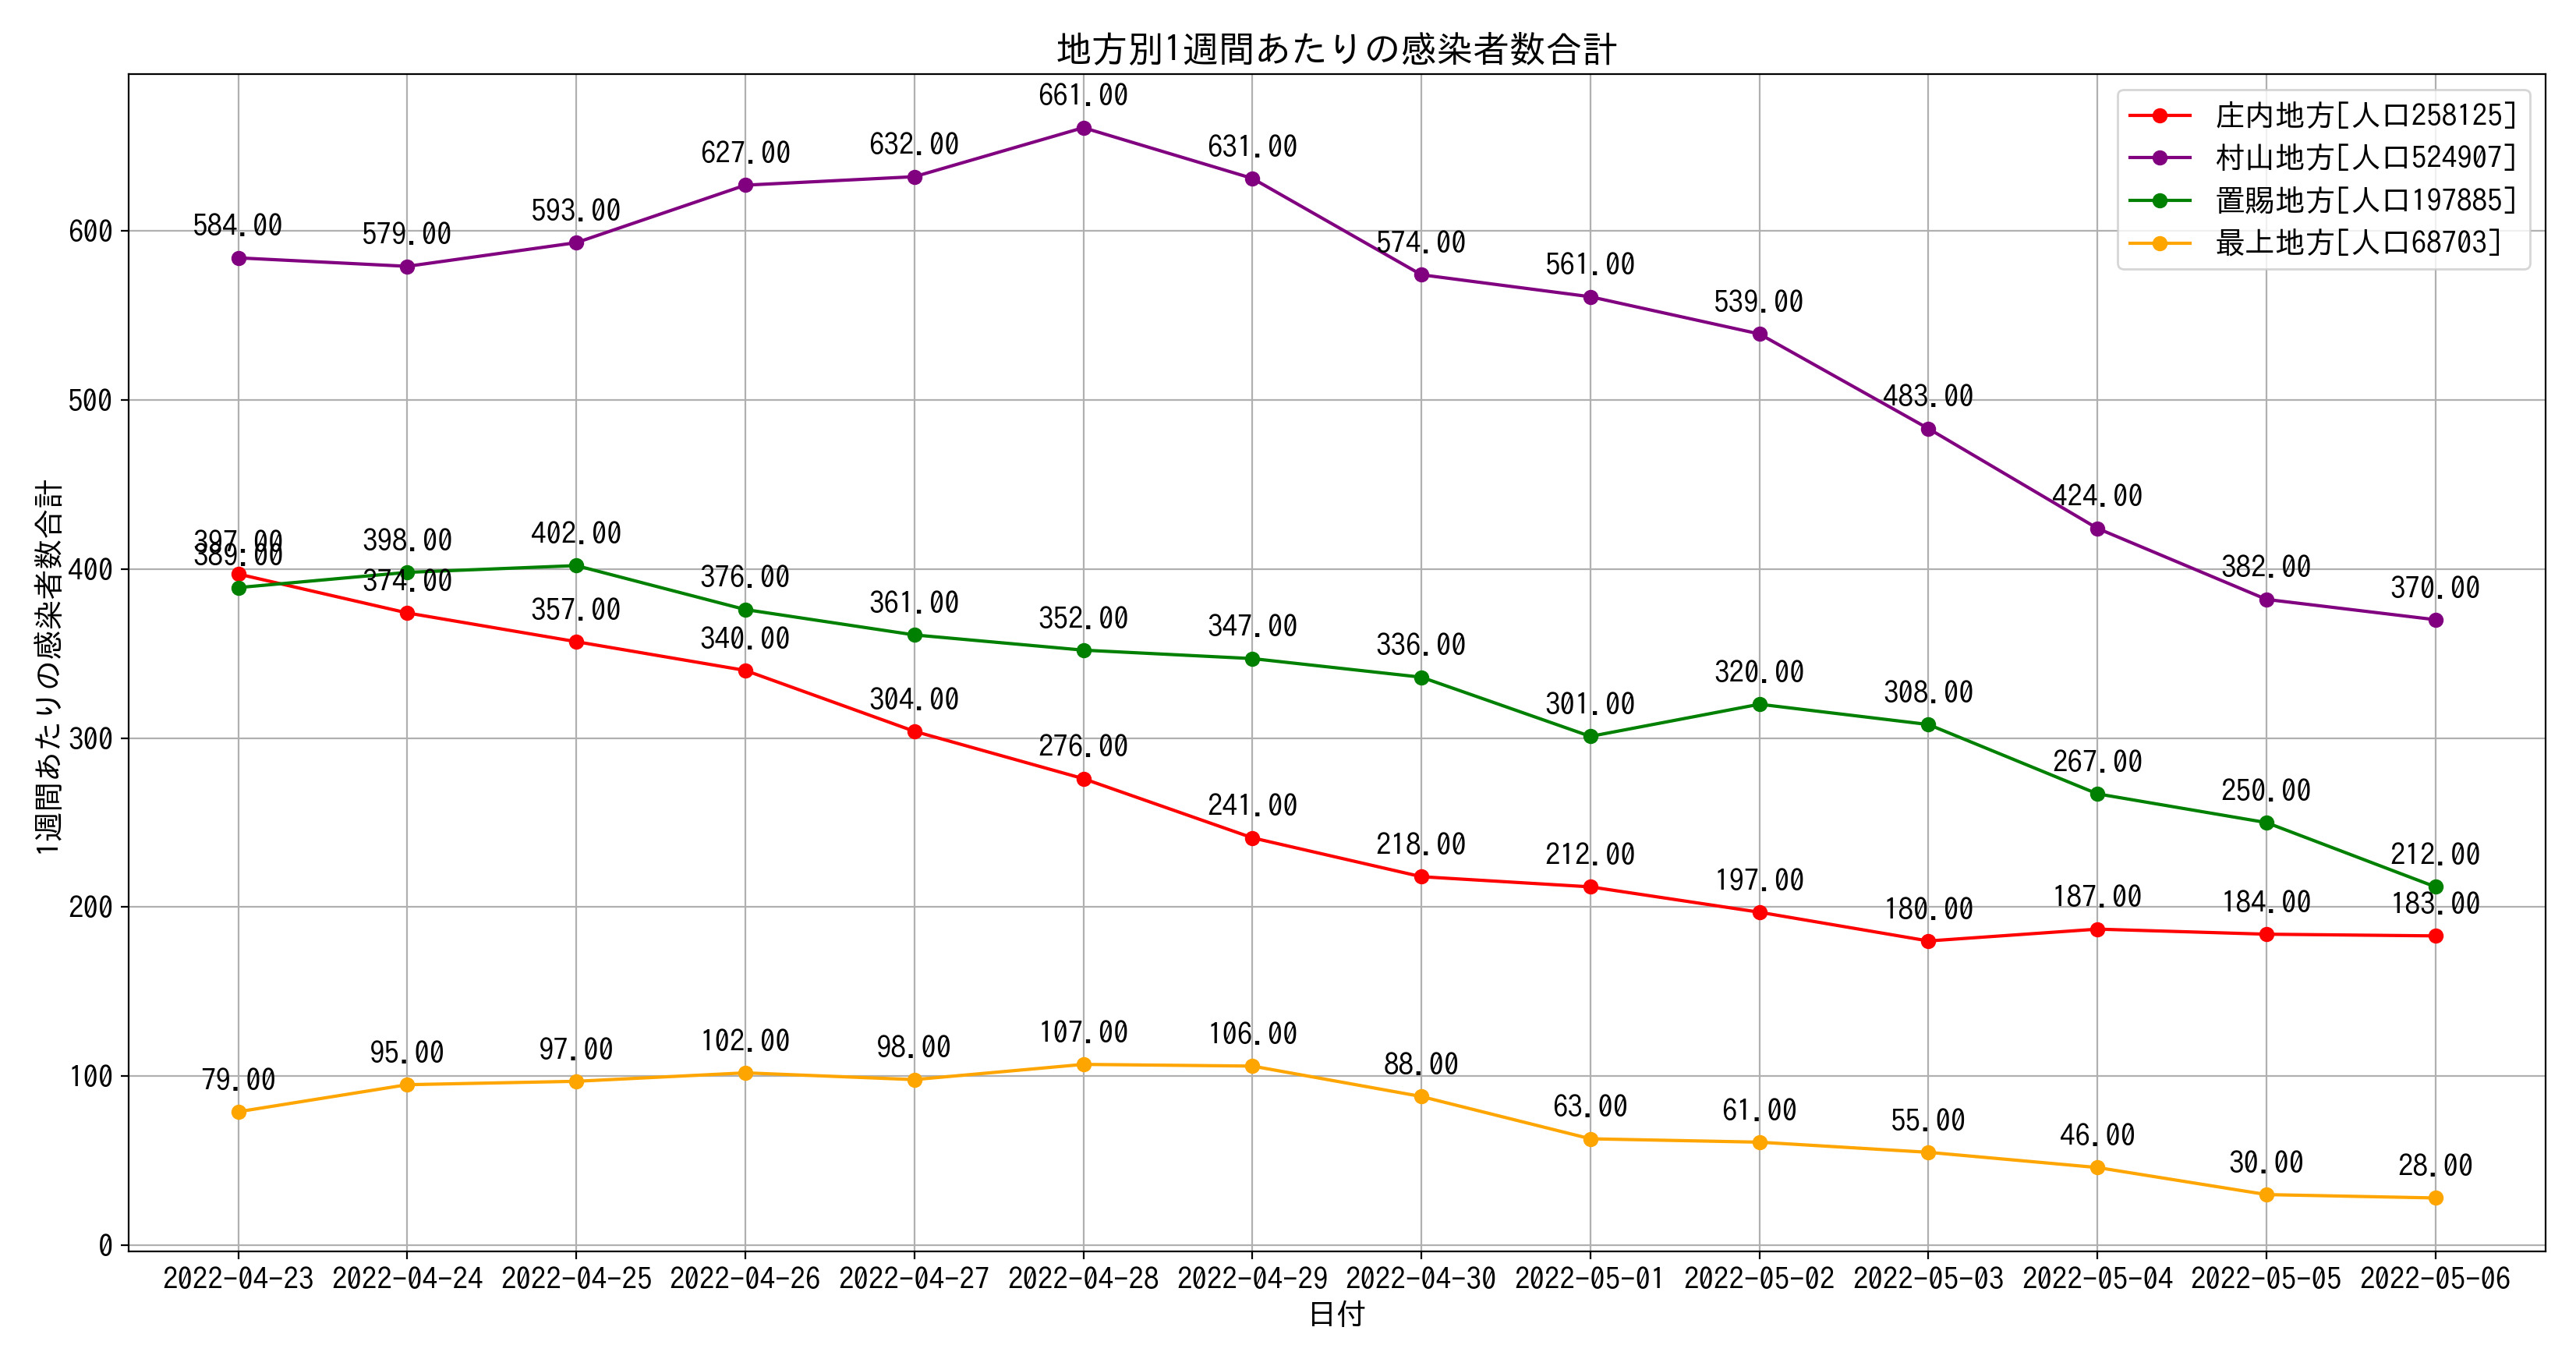 地方別1週間あたりの感染者数合計
庄内地方[人口258125]
村山地方[人口524907]
置賜地方[人口197885]
最上地方[人口68703]
1週間あたりの感染者数合計
600
500
400
300
200
100
0
584.00 579.00 593.00 627.00 632.00 661.00 631.00 574.00 561.00 539.00 483.00 424.00 382.00 370.00
397.00 374.00 357.00 340.00 304.00 276.00 241.00 218.00 212.00 197.00 180.00 187.00 184.00 183.00
389.00 398.00 402.00 376.00 361.00 352.00 347.00 336.00 301.00 320.00 308.00 267.00 250.00 212.00
79.00 95.00 97.00 102.00 98.00 107.00 106.00 88.00 63.00 61.00 55.00 46.00 30.00 28.00
2022-04-23 2022-04-24 2022-04-25 2022-04-26 2022-04-27 2022-04-28 2022-04-29 2022-04-30 2022-05-01 2022-05-02 2022-05-03 2022-05-04 2022-05-05 2022-05-06
日付